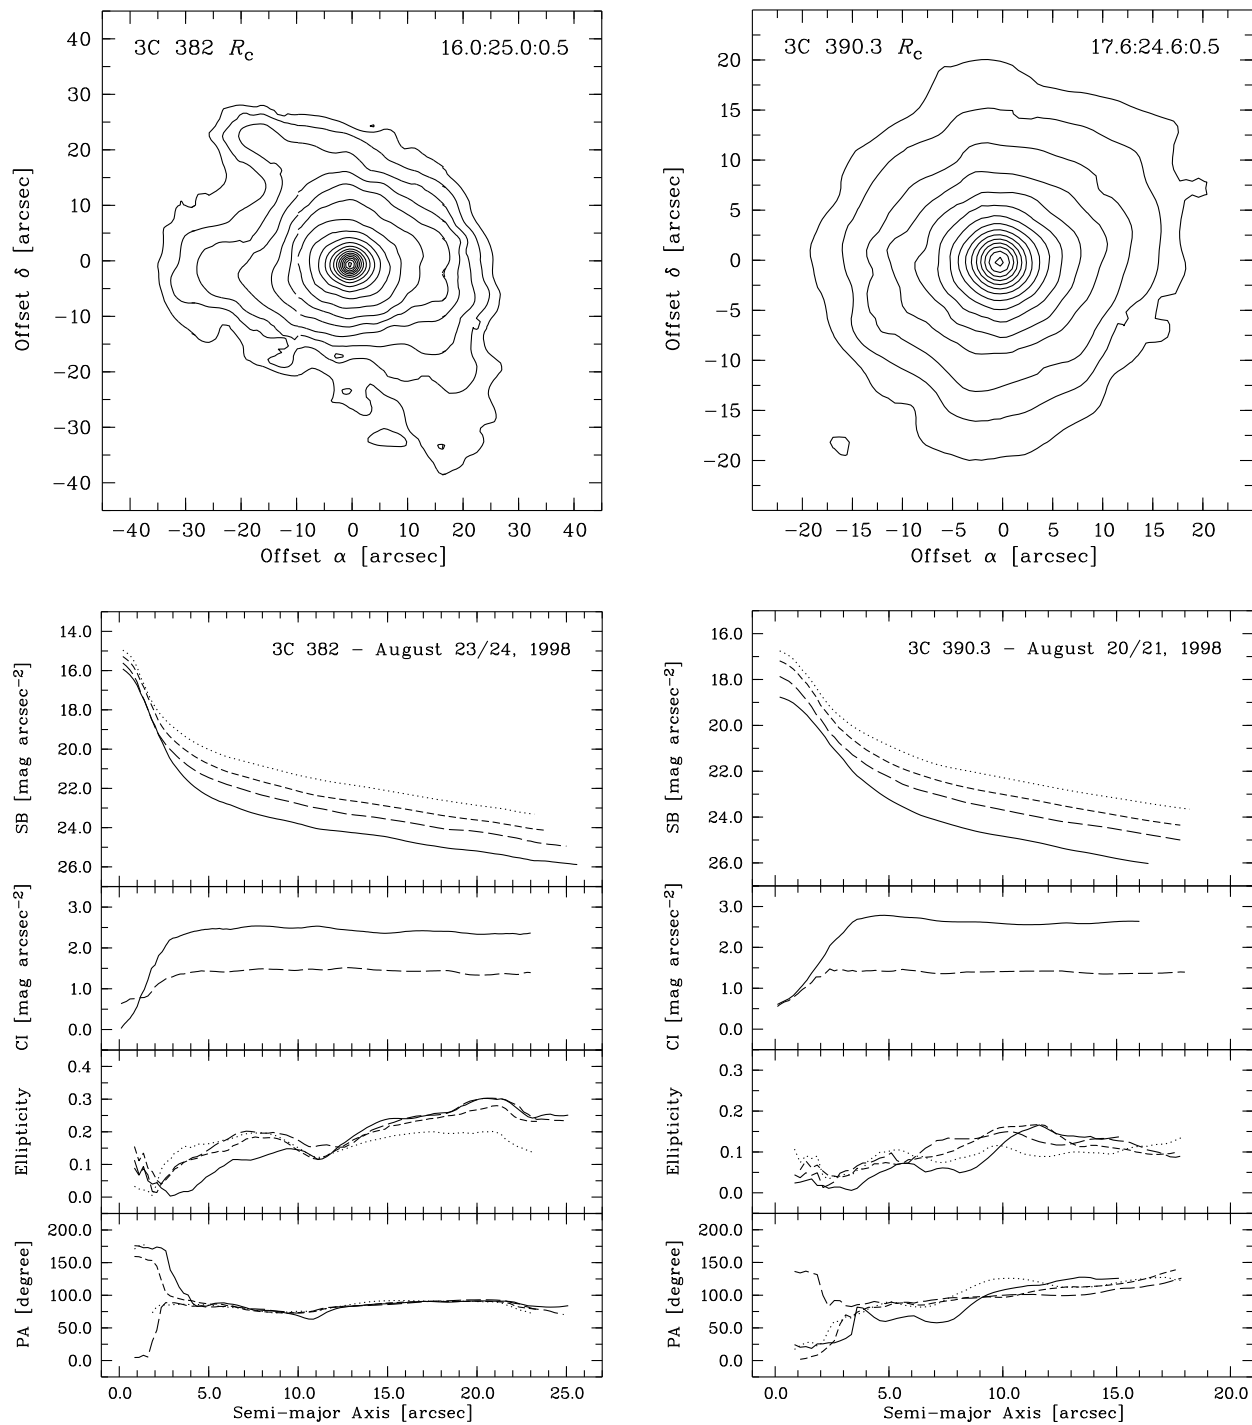 3C 382 Rc 16.0:25.0:0.5
40
30
20
10
0
−10
−20
−30
−40
Offset δ [arcsec]
−40 −30 −20 −10 0 10 20 30 40
Offset α [arcsec]
3C 390.3 Rc 17.6:24.6:0.5
20
15
10
5
0
−5
−10
−15
−20
Offset δ [arcsec]
−20 −15 −10 −5 0 5 10 15 20
Offset α [arcsec]
3C 382 − August 23/24, 1998
14.0
16.0
18.0
20.0
22.0
24.0
26.0
SB [mag arcsec−2]
3.0
2.0
1.0
0.0
CI [mag arcsec−2]
0.4
0.3
0.2
0.1
0.0
Ellipticity
200.0
150.0
100.0
50.0
0.0
PA [degree]
0.0 5.0 10.0 15.0 20.0 25.0
Semi−major Axis [arcsec]
3C 390.3 − August 20/21, 1998
16.0
18.0
20.0
22.0
24.0
26.0
SB [mag arcsec−2]
3.0
2.0
1.0
0.0
CI [mag arcsec−2]
0.3
0.2
0.1
0.0
Ellipticity
200.0
150.0
100.0
50.0
0.0
PA [degree]
0.0 5.0 10.0 15.0 20.0
Semi−major Axis [arcsec]